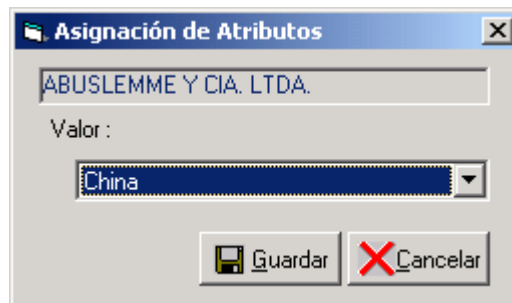 Asignación de Atributos
ABUSLEMME Y CIA. LTDA.
Valor :
China
Guardar Cancelar